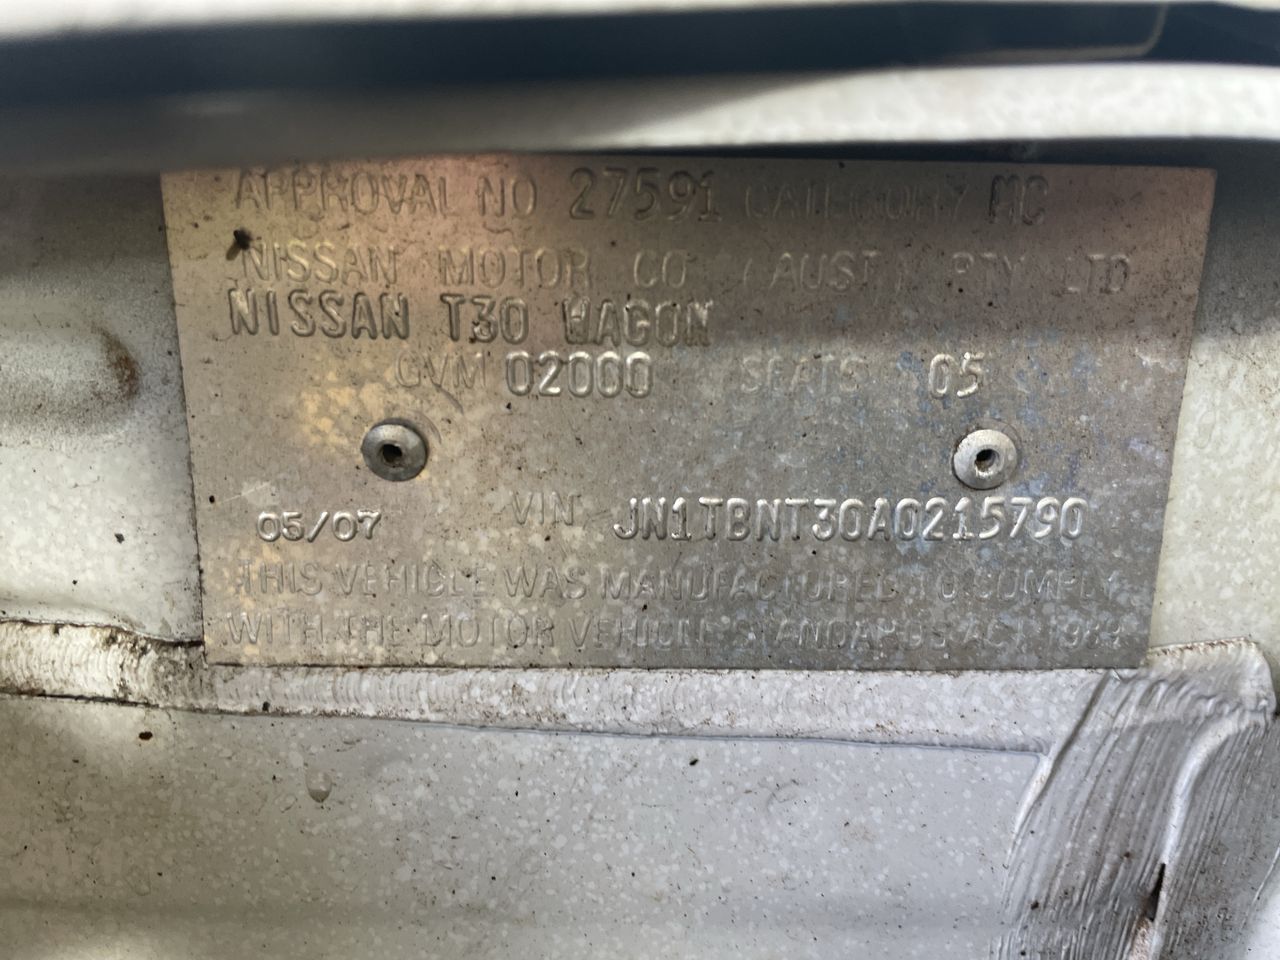 APPROVAL NO 27591 CATEGORY MC
NISSAN MOTOR CO (AUST) PTY LTD
NISSAN T30 WAGON
GVM 02000 SEATS 05
05/07 VIN JN1TBNT30A0215790
THIS VEHICLE WAS MANUFACTURED TO COMPLY
WITH THE MOTOR VEHICLE STANDARDS ACT 1989